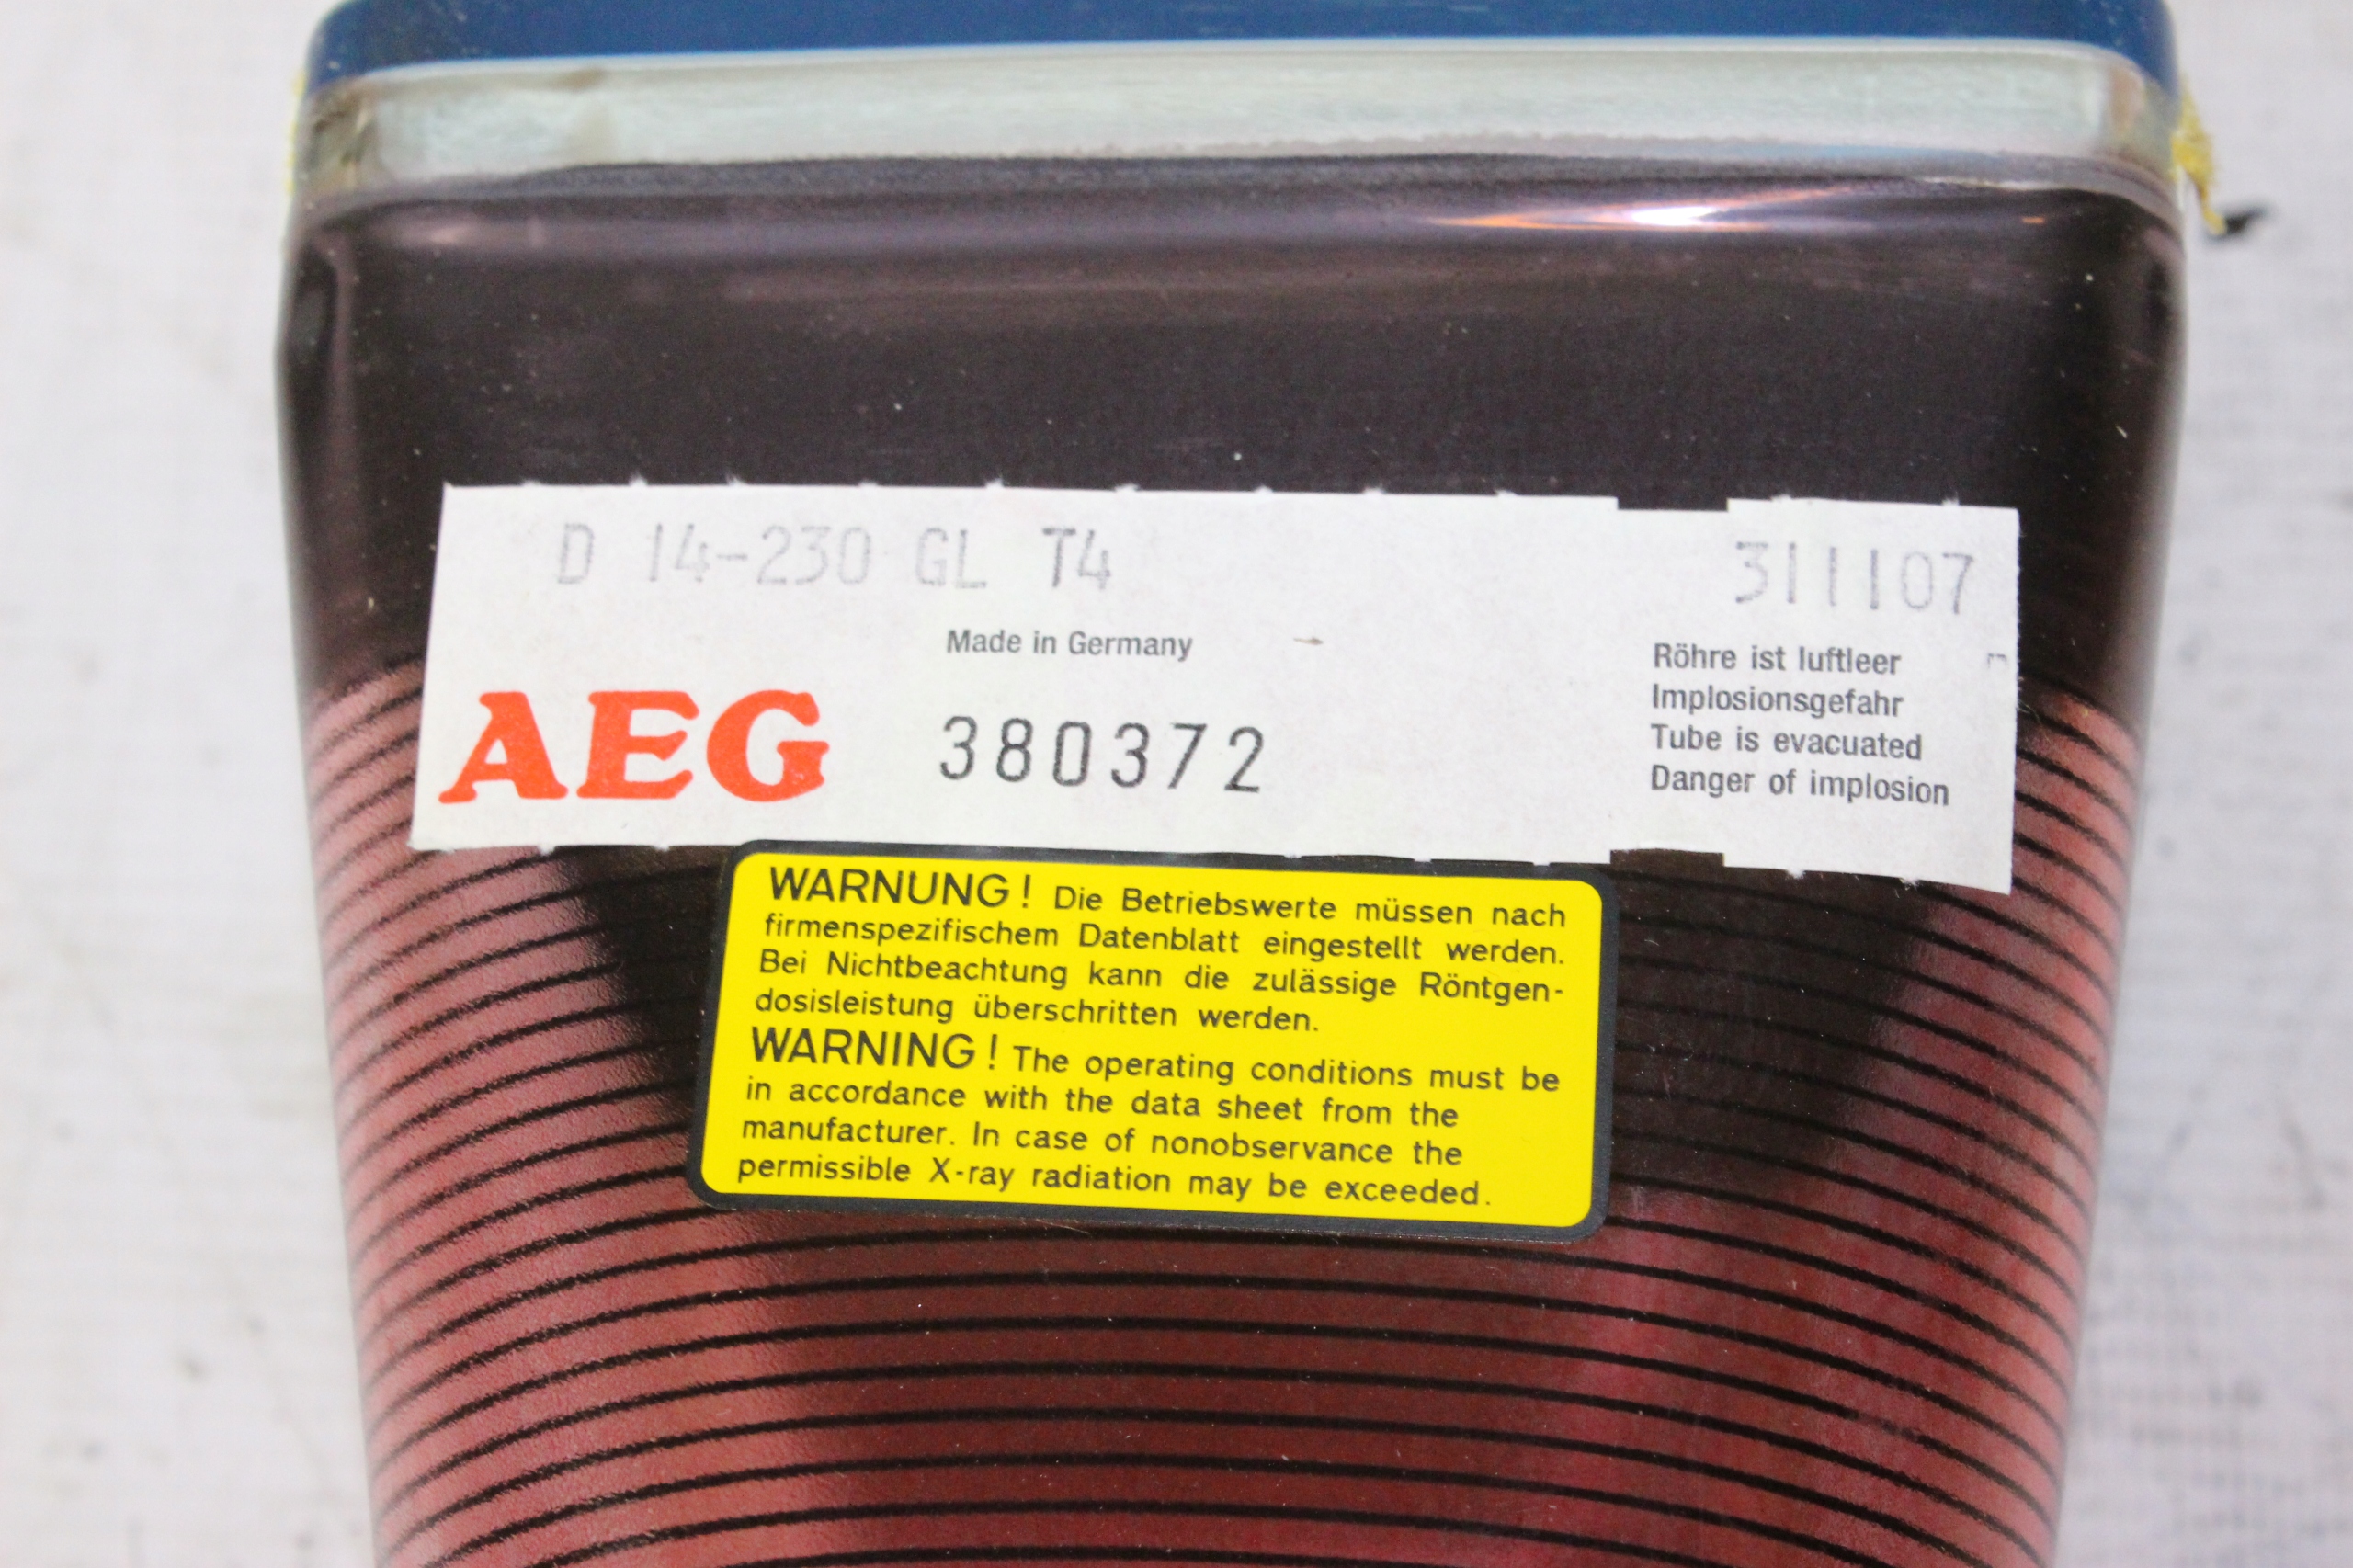 D 14-230 GL T4 311107
Made in Germany
AEG 380372
Röhre ist luftleer
Implosionsgefahr
Tube is evacuated
Danger of implosion
WARNUNG! Die Betriebswerte müssen nach
firmenspezifischem Datenblatt eingestellt werden.
Bei Nichtbeachtung kann die zulässige Röntgen-
dosisleistung überschritten werden.
WARNING! The operating conditions must be
in accordance with the data sheet from the
manufacturer. In case of nonobservance the
permissible X-ray radiation may be exceeded.